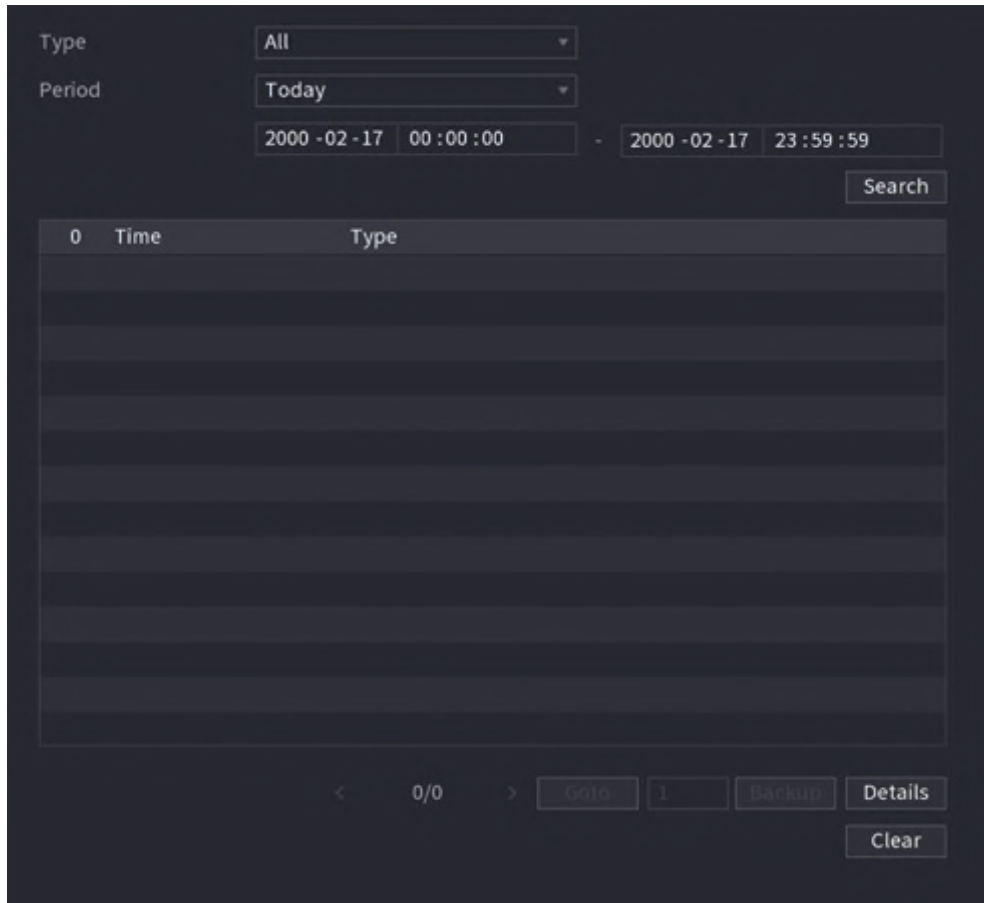 Type All
Period Today
2000 -02 -17 00 : 00 : 00 - 2000 -02 -17 23 : 59 : 59
Search
0 Time Type
< 0/0 > Goto 1 Backup Details
Clear